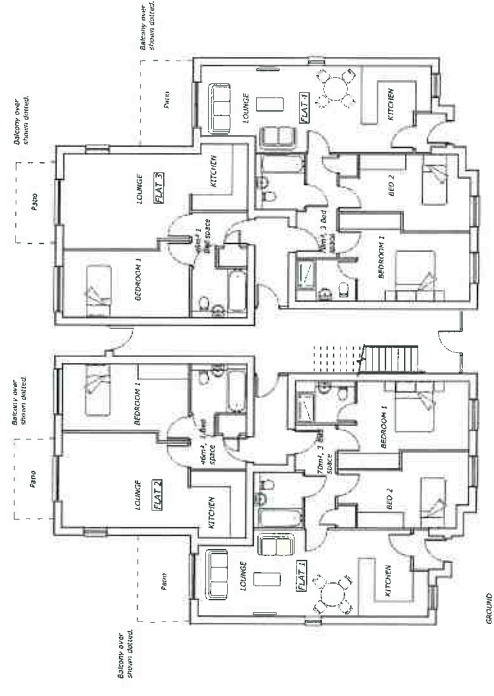 Balcony over
shown dotted.
Patio
LOUNGE
FLAT 4
KITCHEN
Balcony over
shown dotted.
Patio
LOUNGE
FLAT 3
KITCHEN
BEDROOM 1
46m², 1
Bed space
BED 2
70m², 3 Bed
space
BEDROOM 1
Balcony over
shown dotted.
Patio
BEDROOM 1
LOUNGE
FLAT 2
KITCHEN
46m², 1 Bed
space
BEDROOM 1
70m², 3 Bed
space
BED 2
Balcony over
shown dotted.
Patio
LOUNGE
FLAT 1
KITCHEN
GROUND